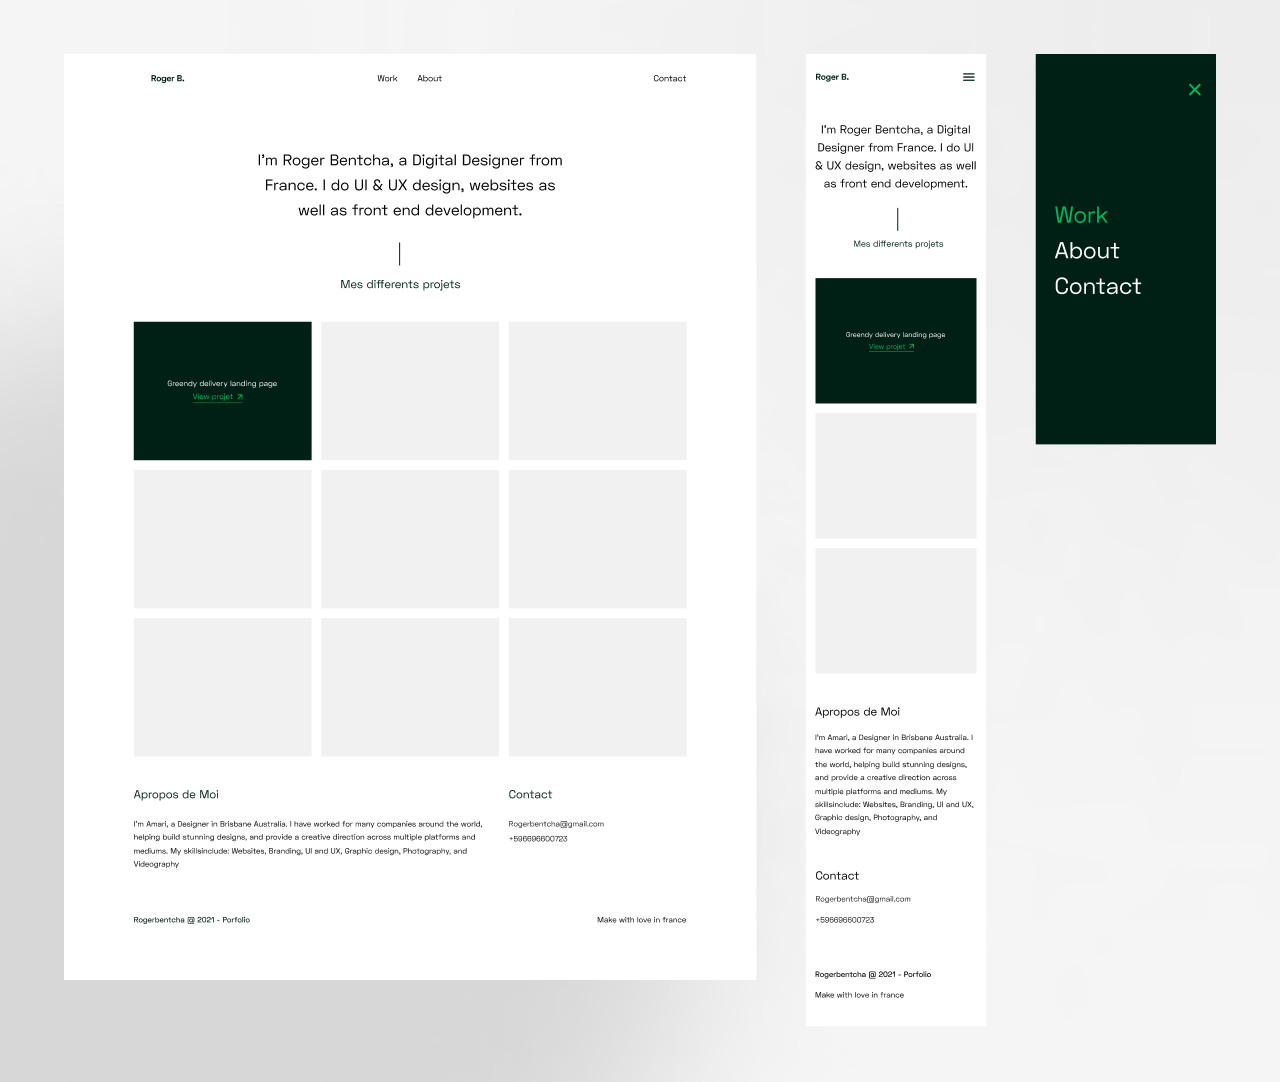 Roger B.
Work
About
Contact
I'm Roger Bentcha, a Digital Designer from
France. I do UI & UX design, websites as
well as front end development.
Mes differents projets
Greendy delivery landing page
View projet
Apropos de Moi
I'm Amari, a Designer in Brisbane Australia. I have worked for many companies around the world,
helping build stunning designs, and provide a creative direction across multiple platforms and
mediums. My skillsinclude: Websites, Branding, UI and UX, Graphic design, Photography, and
Videography
Contact
Rogerbentcha@gmail.com
+596696600723
Rogerbentcha @ 2021 - Porfolio
Make with love in france
Roger B.
I'm Roger Bentcha, a Digital
Designer from France. I do UI
& UX design, websites as well
as front end development.
Mes differents projets
Greendy delivery landing page
View projet
Apropos de Moi
I'm Amari, a Designer in Brisbane Australia. I
have worked for many companies around
the world, helping build stunning designs,
and provide a creative direction across
multiple platforms and mediums. My
skillsinclude: Websites, Branding, UI and UX,
Graphic design, Photography, and
Videography
Contact
Rogerbentcha@gmail.com
+596696600723
Rogerbentcha @ 2021 - Porfolio
Make with love in france
Work
About
Contact